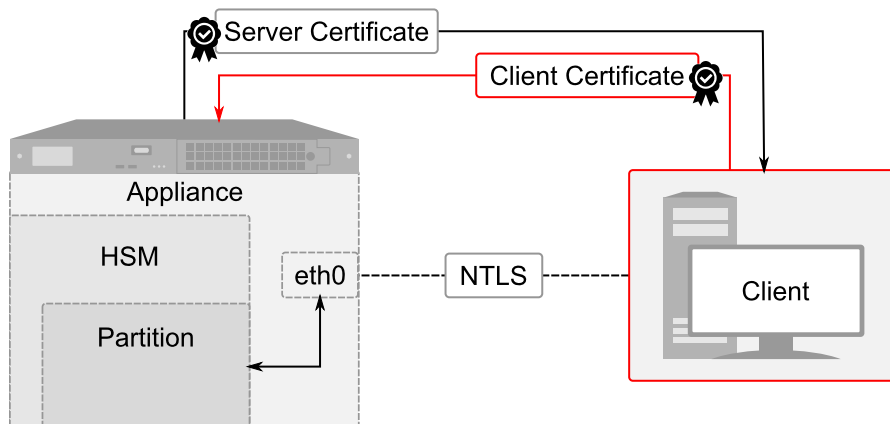 Server Certificate
Client Certificate
Appliance
HSM
eth0
NTLS
Client
Partition